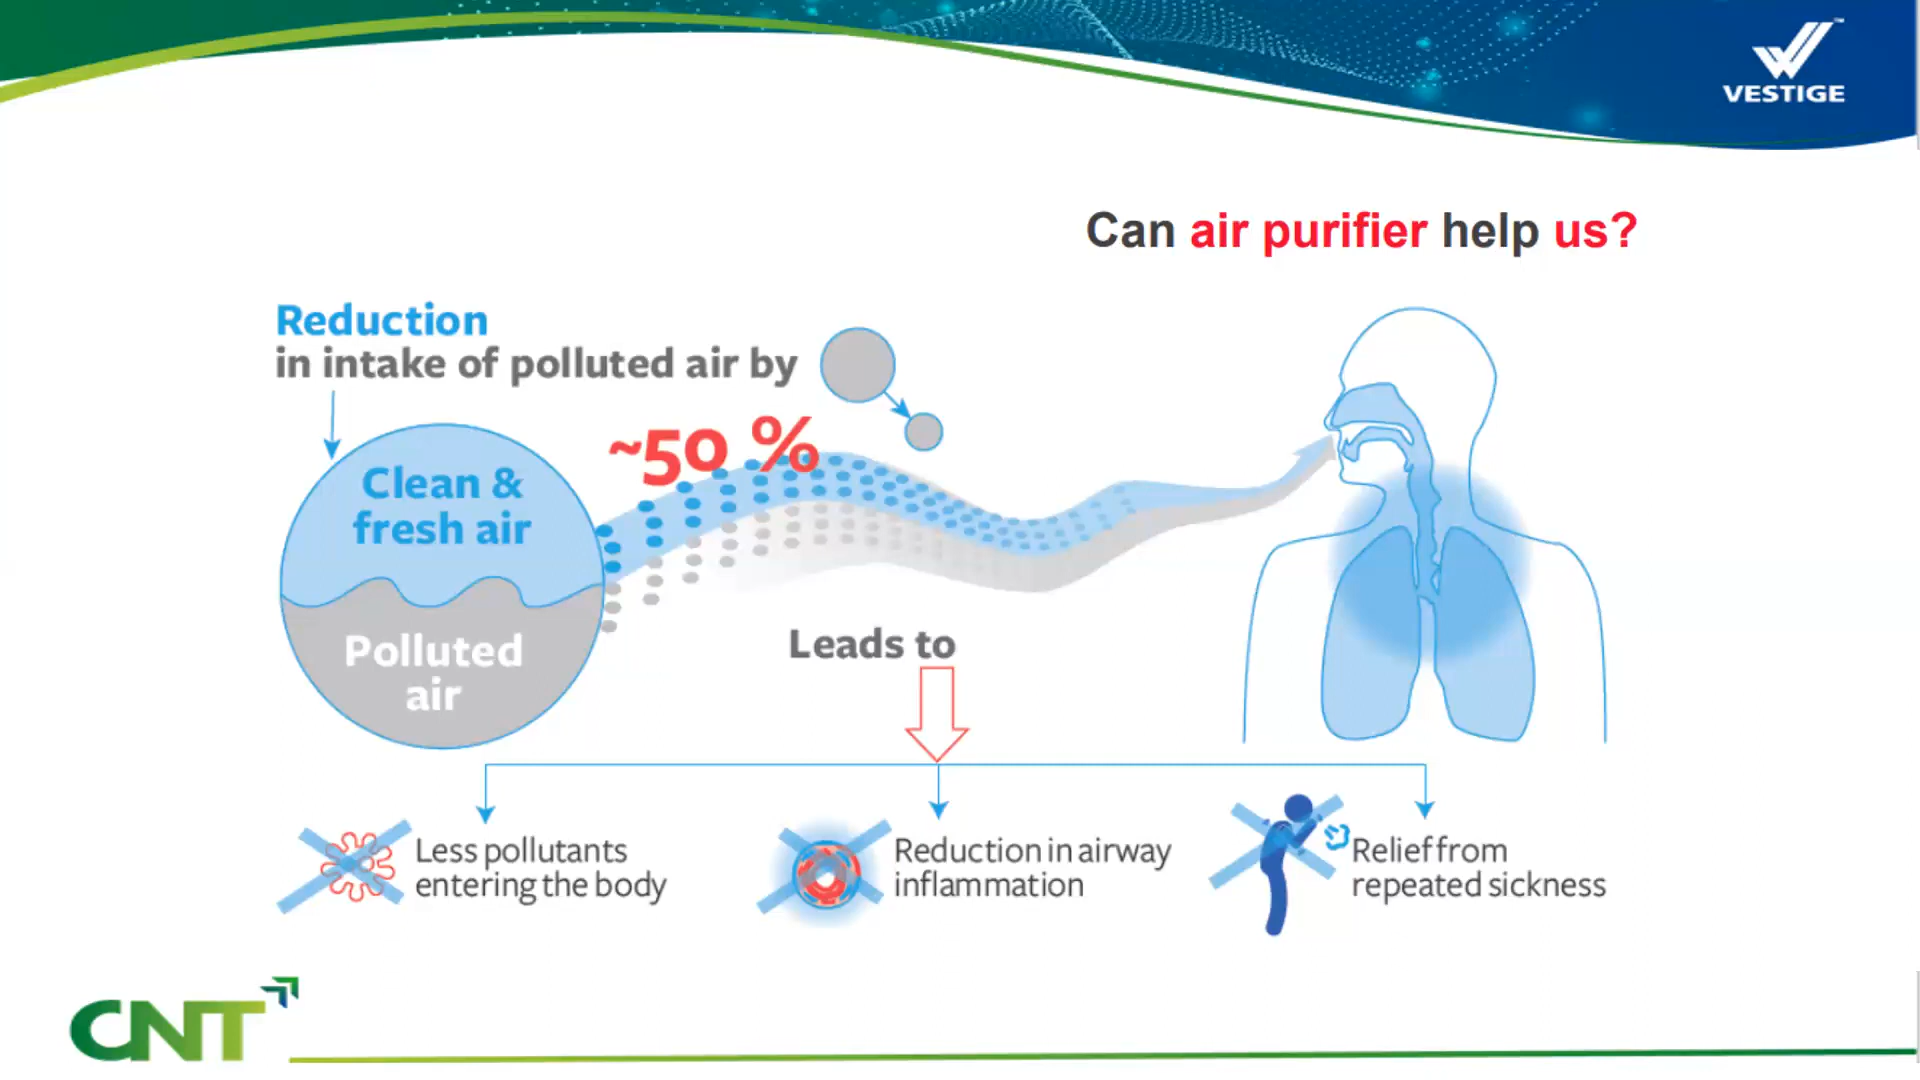 VESTIGE
Can air purifier help us?
Reduction
in intake of polluted air by
~50 %
Clean &
fresh air
Polluted
air
Leads to
Less pollutants
entering the body
Reduction in airway
inflammation
Relief from
repeated sickness
CNT